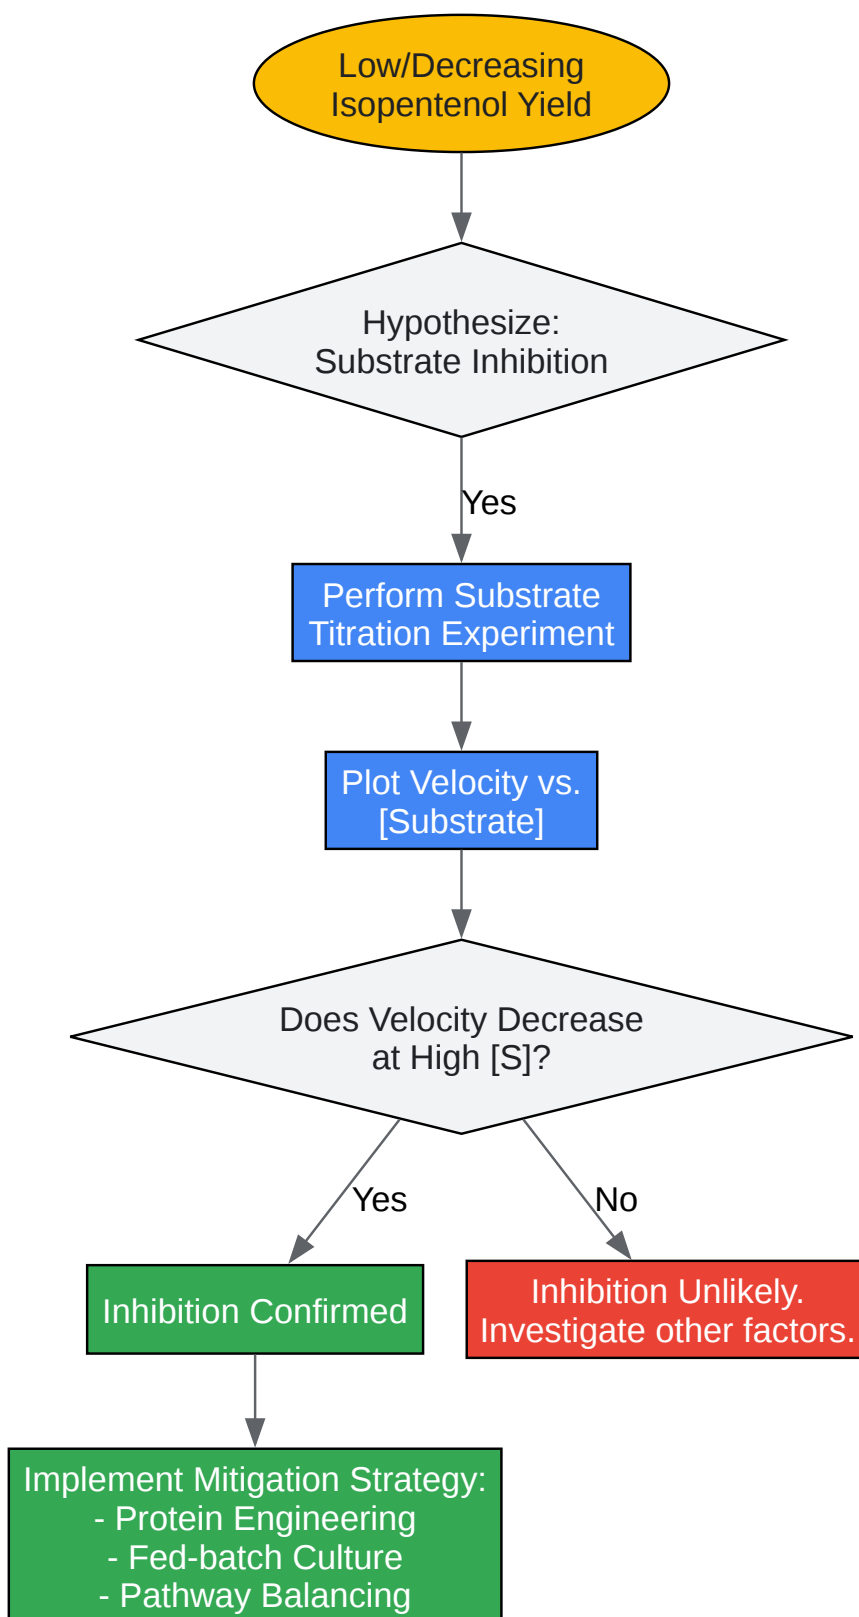 Low/Decreasing
Isopentenol Yield
Hypothesize:
Substrate Inhibition
Yes
Perform Substrate
Titration Experiment
Plot Velocity vs.
[Substrate]
Does Velocity Decrease
at High [S]?
Yes
No
Inhibition Confirmed
Inhibition Unlikely.
Investigate other factors.
Implement Mitigation Strategy:
- Protein Engineering
- Fed-batch Culture
- Pathway Balancing